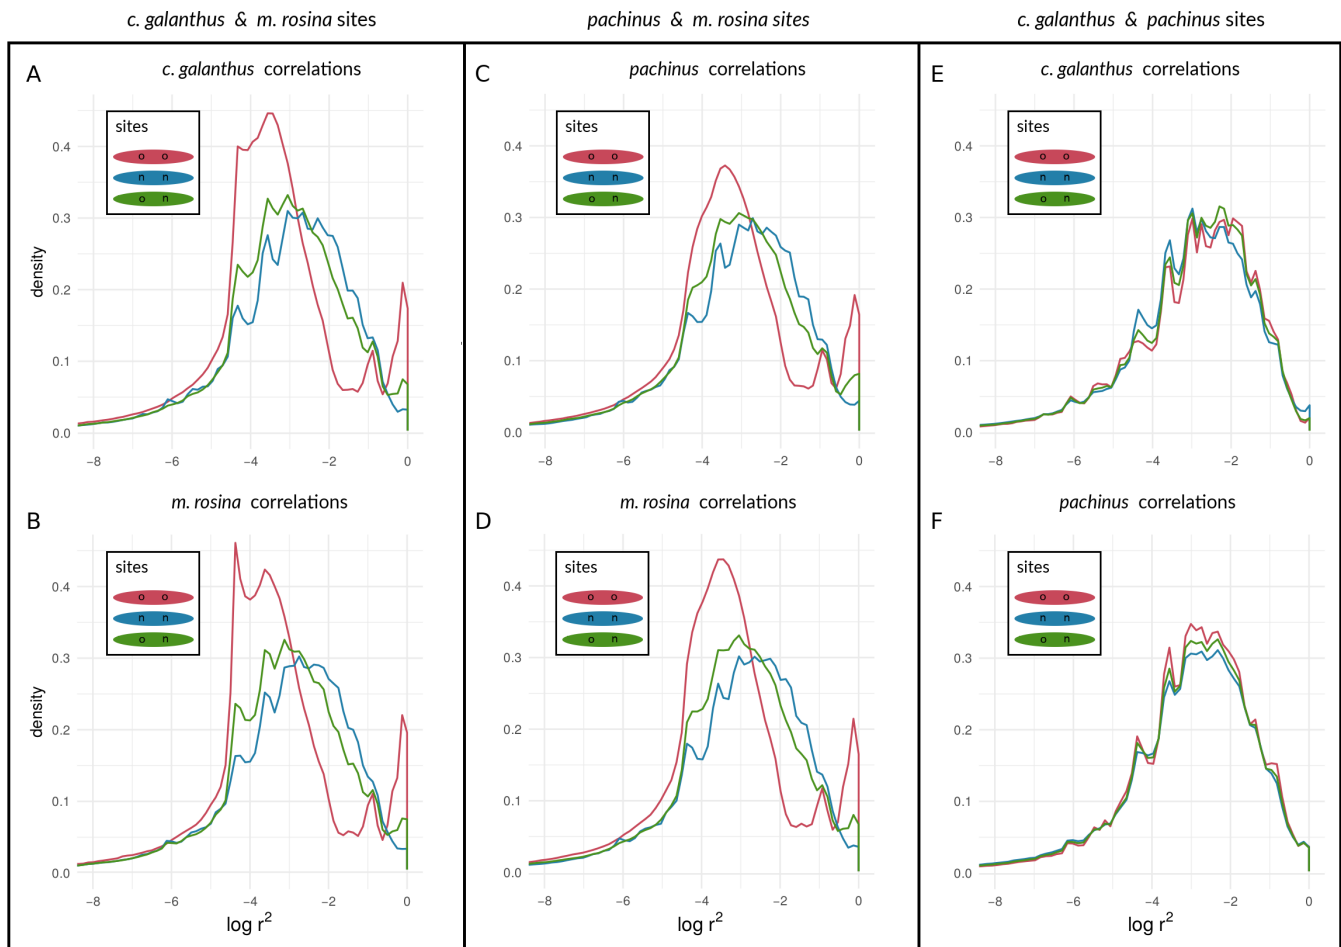 c. galanthus & m. rosina sites
pachinus & m. rosina sites
c. galanthus & pachinus sites
A
c. galanthus correlations
sites
o o
n n
o n
density
0.4
0.3
0.2
0.1
0.0
−8 −6 −4 −2 0
C
pachinus correlations
sites
o o
n n
o n
0.4
0.3
0.2
0.1
0.0
−8 −6 −4 −2 0
E
c. galanthus correlations
sites
o o
n n
o n
0.4
0.3
0.2
0.1
0.0
−8 −6 −4 −2 0
B
m. rosina correlations
sites
o o
n n
o n
density
0.4
0.3
0.2
0.1
0.0
−8 −6 −4 −2 0
log r²
D
m. rosina correlations
sites
o o
n n
o n
0.4
0.3
0.2
0.1
0.0
−8 −6 −4 −2 0
log r²
F
pachinus correlations
sites
o o
n n
o n
0.4
0.3
0.2
0.1
0.0
−8 −6 −4 −2 0
log r²